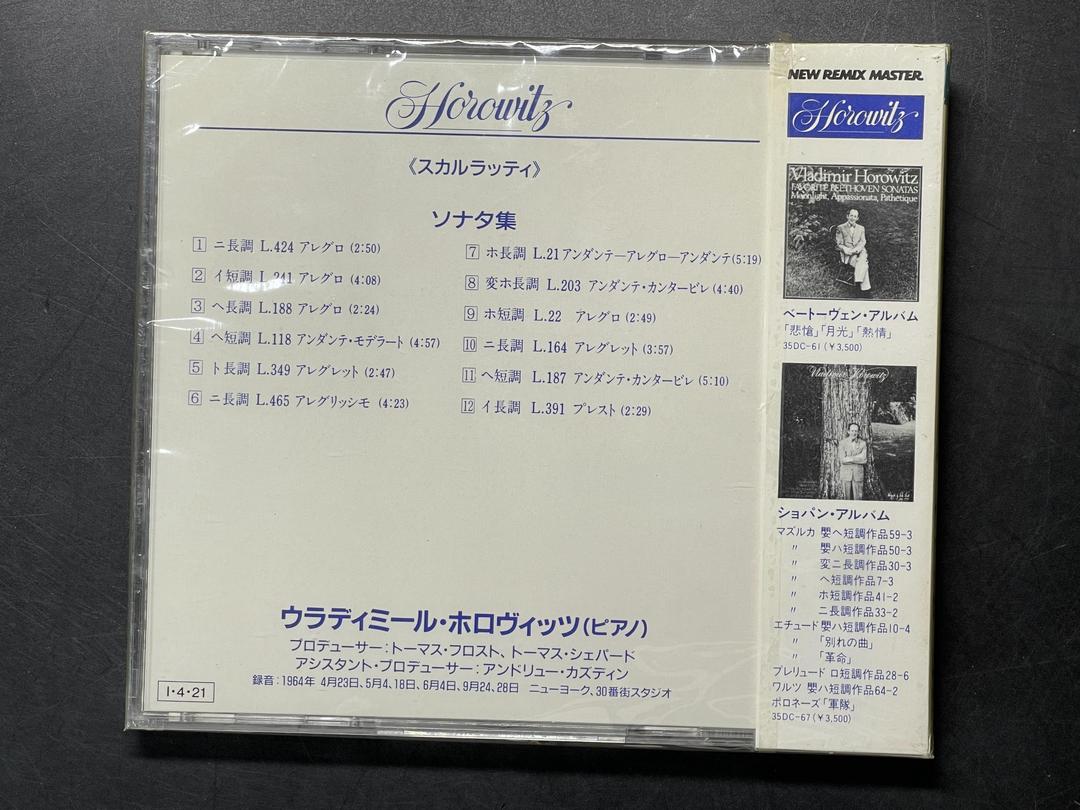 Horowitz
《スカルラッティ》
ソナタ集
1 ニ長調 L.424 アレグロ (2:50)
2 イ短調 L.241 アレグロ (4:08)
3 ヘ長調 L.188 アレグロ (2:24)
4 ヘ短調 L.118 アンダンテ・モデラート (4:57)
5 ト長調 L.349 アレグレット (2:47)
6 ニ長調 L.465 アレグリッシモ (4:23)
7 ホ長調 L.21 アンダンテ―アレグロ―アンダンテ(5:19)
8 変ホ長調 L.203 アンダンテ・カンタービレ (4:40)
9 ホ短調 L.22 アレグロ (2:49)
10 ニ長調 L.164 アレグレット (3:57)
11 ヘ短調 L.187 アンダンテ・カンタービレ (5:10)
12 イ長調 L.391 プレスト (2:29)
ウラディミール・ホロヴィッツ(ピアノ)
プロデューサー:トーマス・フロスト、トーマス・シェパード
アシスタント・プロデューサー:アンドリュー・カズディン
録音:1964年 4月23日、5月4、18日、6月4日、9月24、28日 ニューヨーク、30番街スタジオ
I・4・21
NEW REMIX MASTER
Horowitz
Vladimir Horowitz
FAVORITE BEETHOVEN SONATAS
Moonlight, Appassionata, Pathétique
ベートーヴェン・アルバム
「悲愴」「月光」「熱情」
35DC-61 (¥3,500)
Vladimir Horowitz
ショパン・アルバム
マズルカ 嬰ヘ短調作品59-3
〃 嬰ハ短調作品50-3
〃 変ニ長調作品30-3
〃 ヘ短調作品7-3
〃 ホ短調作品41-2
〃 ニ長調作品33-2
エチュード嬰ハ短調作品10-4
〃 「別れの曲」
〃 「革命」
プレリュード ロ短調作品28-6
ワルツ 嬰ハ短調作品64-2
ポロネーズ「軍隊」
35DC-67 (¥3,500)